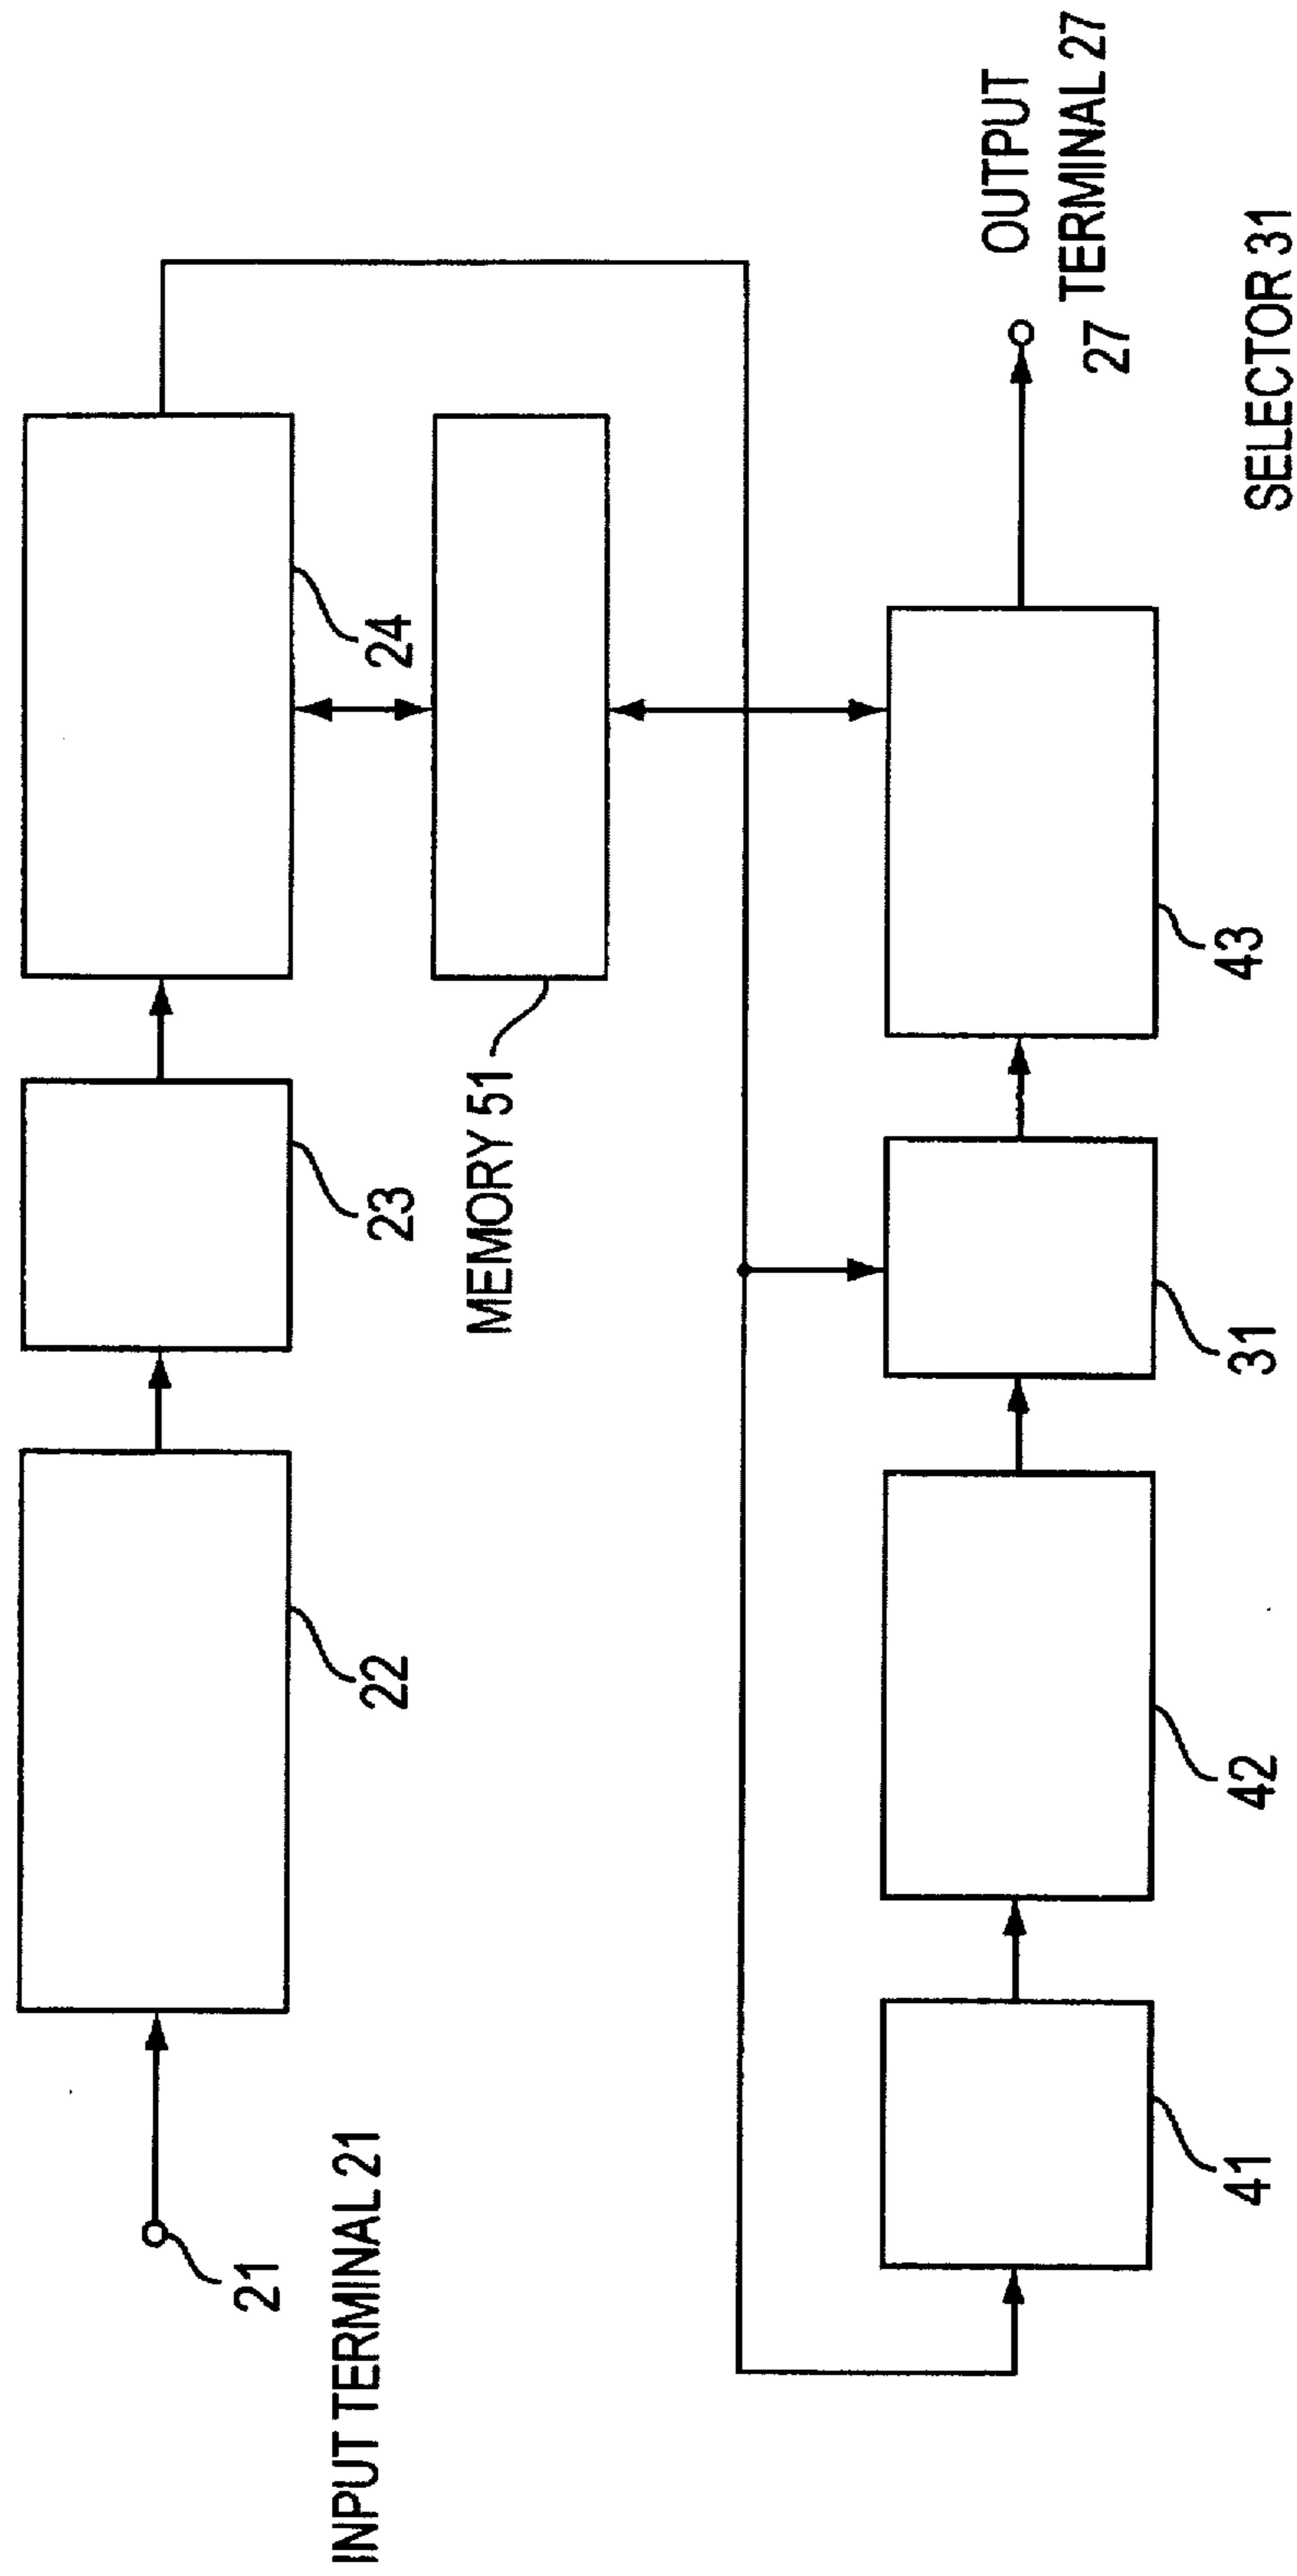 24
23
22
MEMORY 51
21
INPUT TERMINAL 21
OUTPUT
TERMINAL 27
27
43
31
42
41
SELECTOR 31